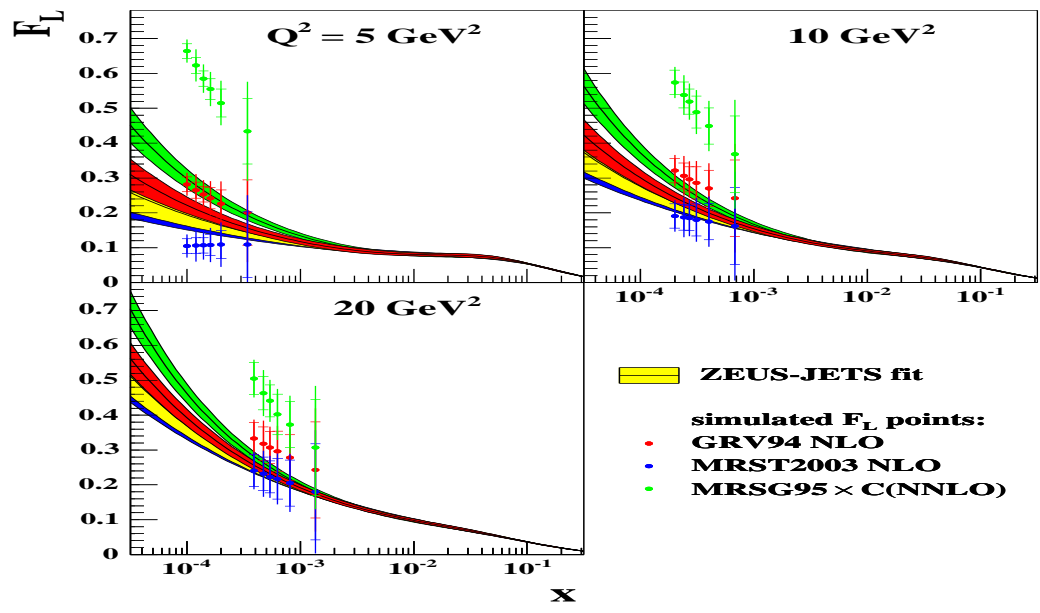 F_L
Q² = 5 GeV²
10 GeV²
0.7
0.6
0.5
0.4
0.3
0.2
0.1
0
10⁻⁴ 10⁻³ 10⁻² 10⁻¹
20 GeV²
0.7
0.6
0.5
0.4
0.3
0.2
0.1
0
10⁻⁴ 10⁻³ 10⁻² 10⁻¹
x
ZEUS-JETS fit
simulated F_L points:
GRV94 NLO
MRST2003 NLO
MRSG95 × C(NNLO)